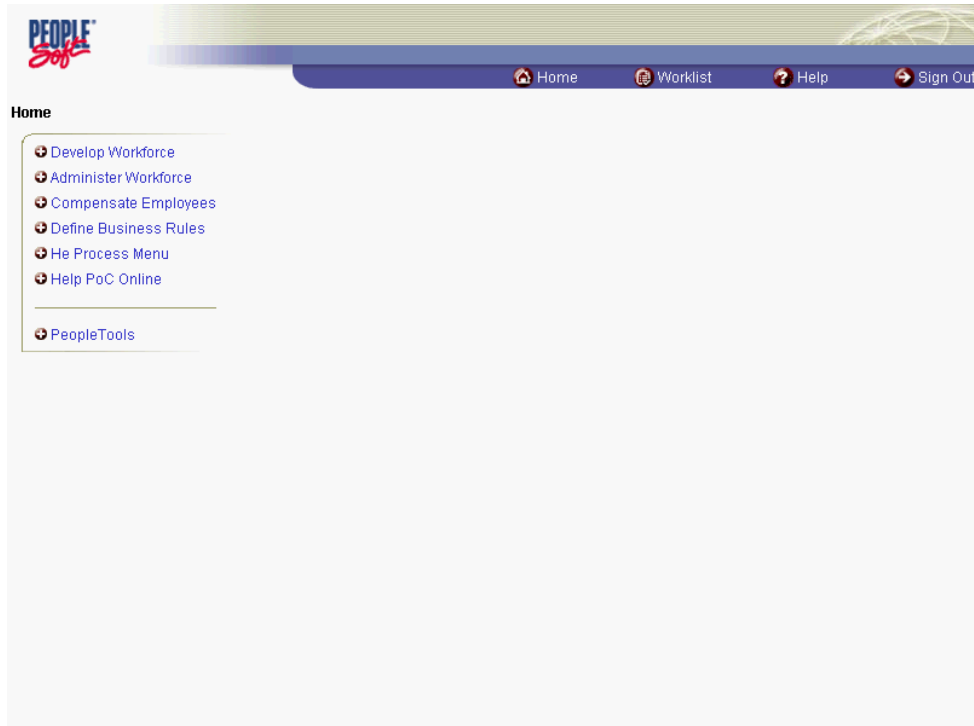 PEOPLE
Soft
Home Worklist Help Sign Out
Home
Develop Workforce
Administer Workforce
Compensate Employees
Define Business Rules
He Process Menu
Help PoC Online
PeopleTools